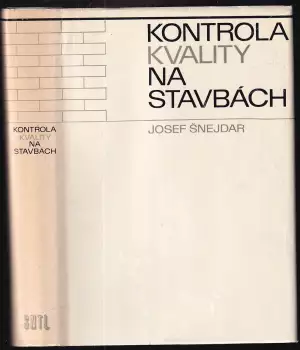 KONTROLA
KVALITY
NA
STAVBÁCH
JOSEF ŠNEJDAR
KONTROLA
KVALITY
NA
STAVBÁCH
SNTL